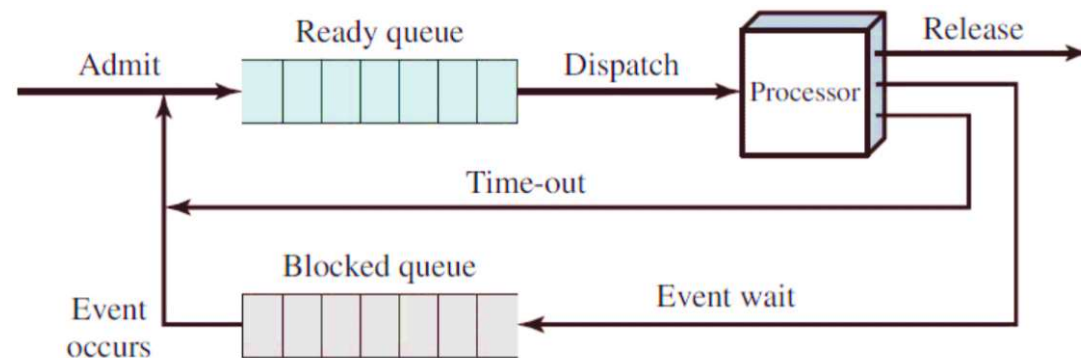 Ready queue
Release
Admit
Dispatch
Processor
Time-out
Blocked queue
Event wait
Event
occurs